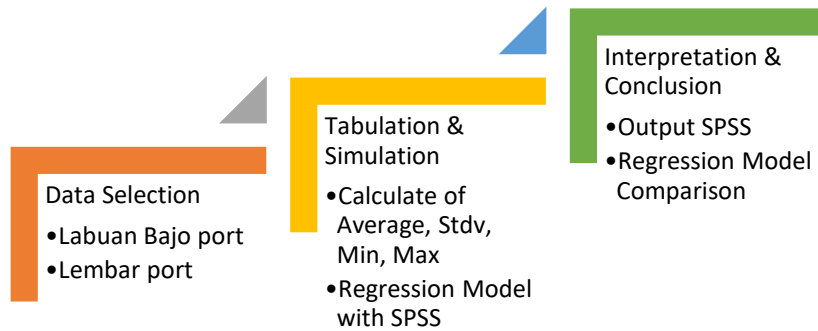 Data Selection
•Labuan Bajo port
•Lembar port
Tabulation &
Simulation
•Calculate of
Average, Stdv,
Min, Max
•Regression Model
with SPSS
Interpretation &
Conclusion
•Output SPSS
•Regression Model
Comparison